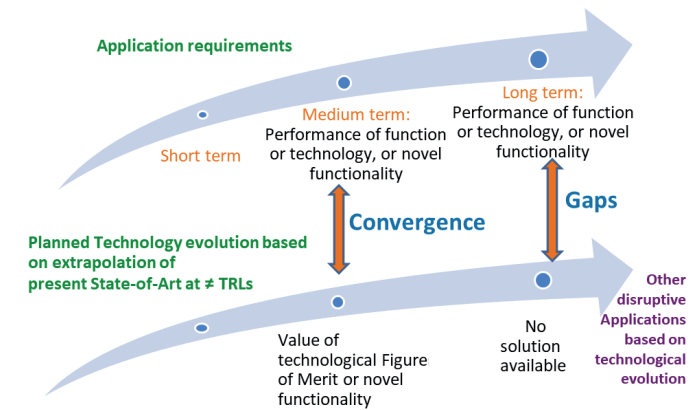 Application requirements
Long term:
Performance of function
or technology, or novel
functionality
Medium term:
Performance of function
or technology, or novel
functionality
Short term
Convergence
Gaps
Planned Technology evolution based
on extrapolation of
present State-of-Art at ≠ TRLs
Other
disruptive
Applications
based on
technological
evolution
Value of
technological Figure
of Merit or novel
functionality
No
solution
available